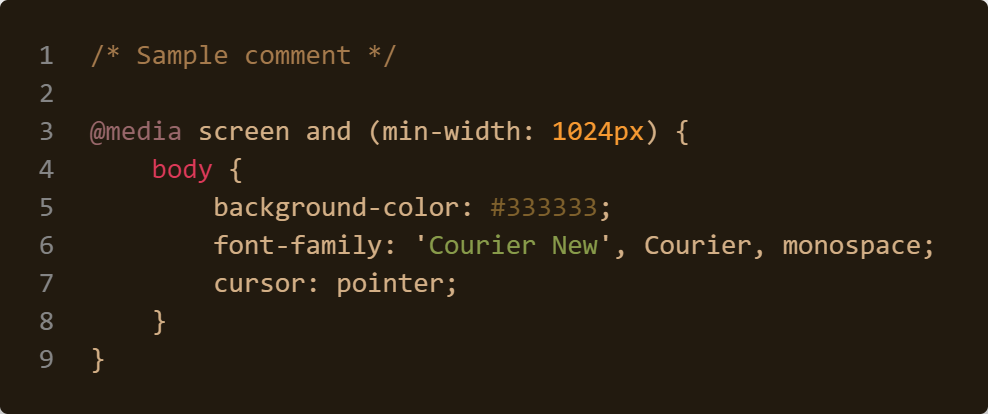 1 /* Sample comment */
2
3 @media screen and (min-width: 1024px) {
4     body {
5         background-color: #333333;
6         font-family: 'Courier New', Courier, monospace;
7         cursor: pointer;
8     }
9 }